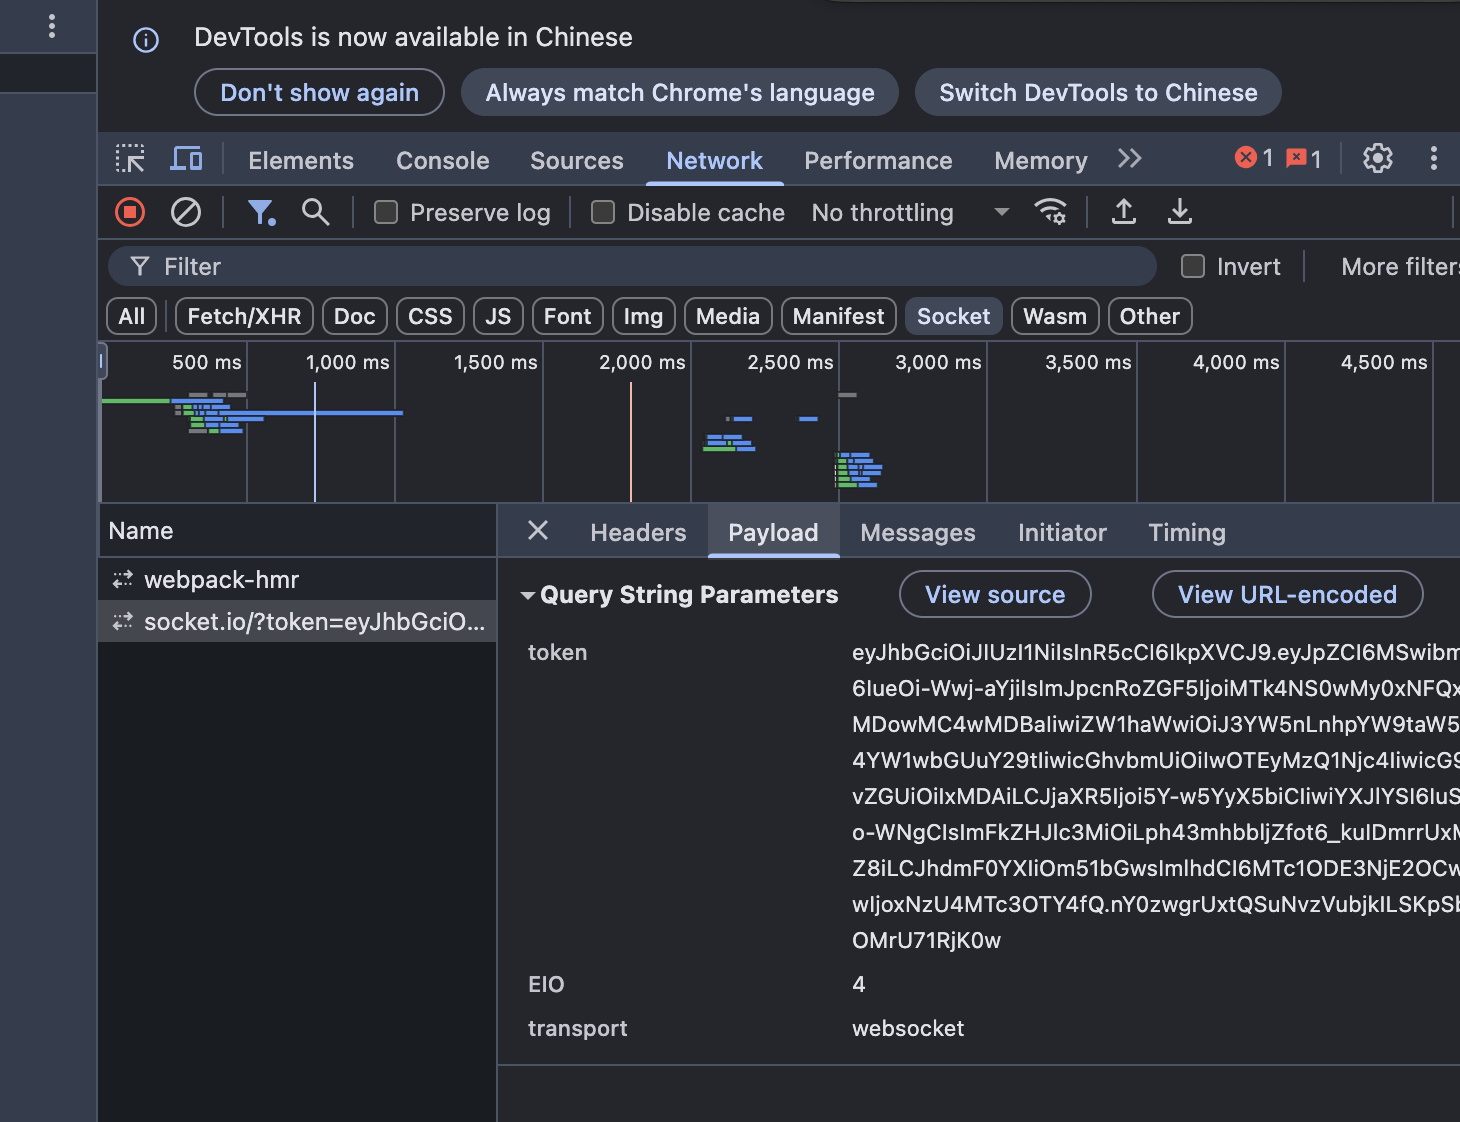 DevTools is now available in Chinese
Don't show again
Always match Chrome's language
Switch DevTools to Chinese
Elements
Console
Sources
Network
Performance
Memory
1
1
Preserve log
Disable cache
No throttling
Filter
Invert
More filters
All
Fetch/XHR
Doc
CSS
JS
Font
Img
Media
Manifest
Socket
Wasm
Other
500 ms
1,000 ms
1,500 ms
2,000 ms
2,500 ms
3,000 ms
3,500 ms
4,000 ms
4,500 ms
Name
Headers
Payload
Messages
Initiator
Timing
webpack-hmr
socket.io/?token=eyJhbGciO...
Query String Parameters
View source
View URL-encoded
token
eyJhbGciOiJIUzI1NiIsInR5cCI6IkpXVCJ9.eyJpZCI6MSwibm
6IueOi-Wwj-aYjiIsImJpcnRoZGF5IjoiMTk4NS0wMy0xNFQx
MDowMC4wMDBaIiwiZW1haWwiOiJ3YW5nLnhpYW9taW5
4YW1wbGUuY29tIiwicGhvbmUiOiIwOTEyMzQ1Njc4IiwicG9
vZGUiOiIxMDAiLCJjaXR5Ijoi5Y-w5YyX5biCIiwiYXJlYSI6IuS
o-WNgCIsImFkZHJlc3MiOiLph43mhbbljZfot6_kuIDmrrUxM
Z8iLCJhdmF0YXIiOm51bGwsImlhdCI6MTc1ODE3NjE2OCw
wIjoxNzU4MTc3OTY4fQ.nY0zwgrUxtQSuNvzVubjkILSKpSb
OMrU71RjK0w
EIO
4
transport
websocket